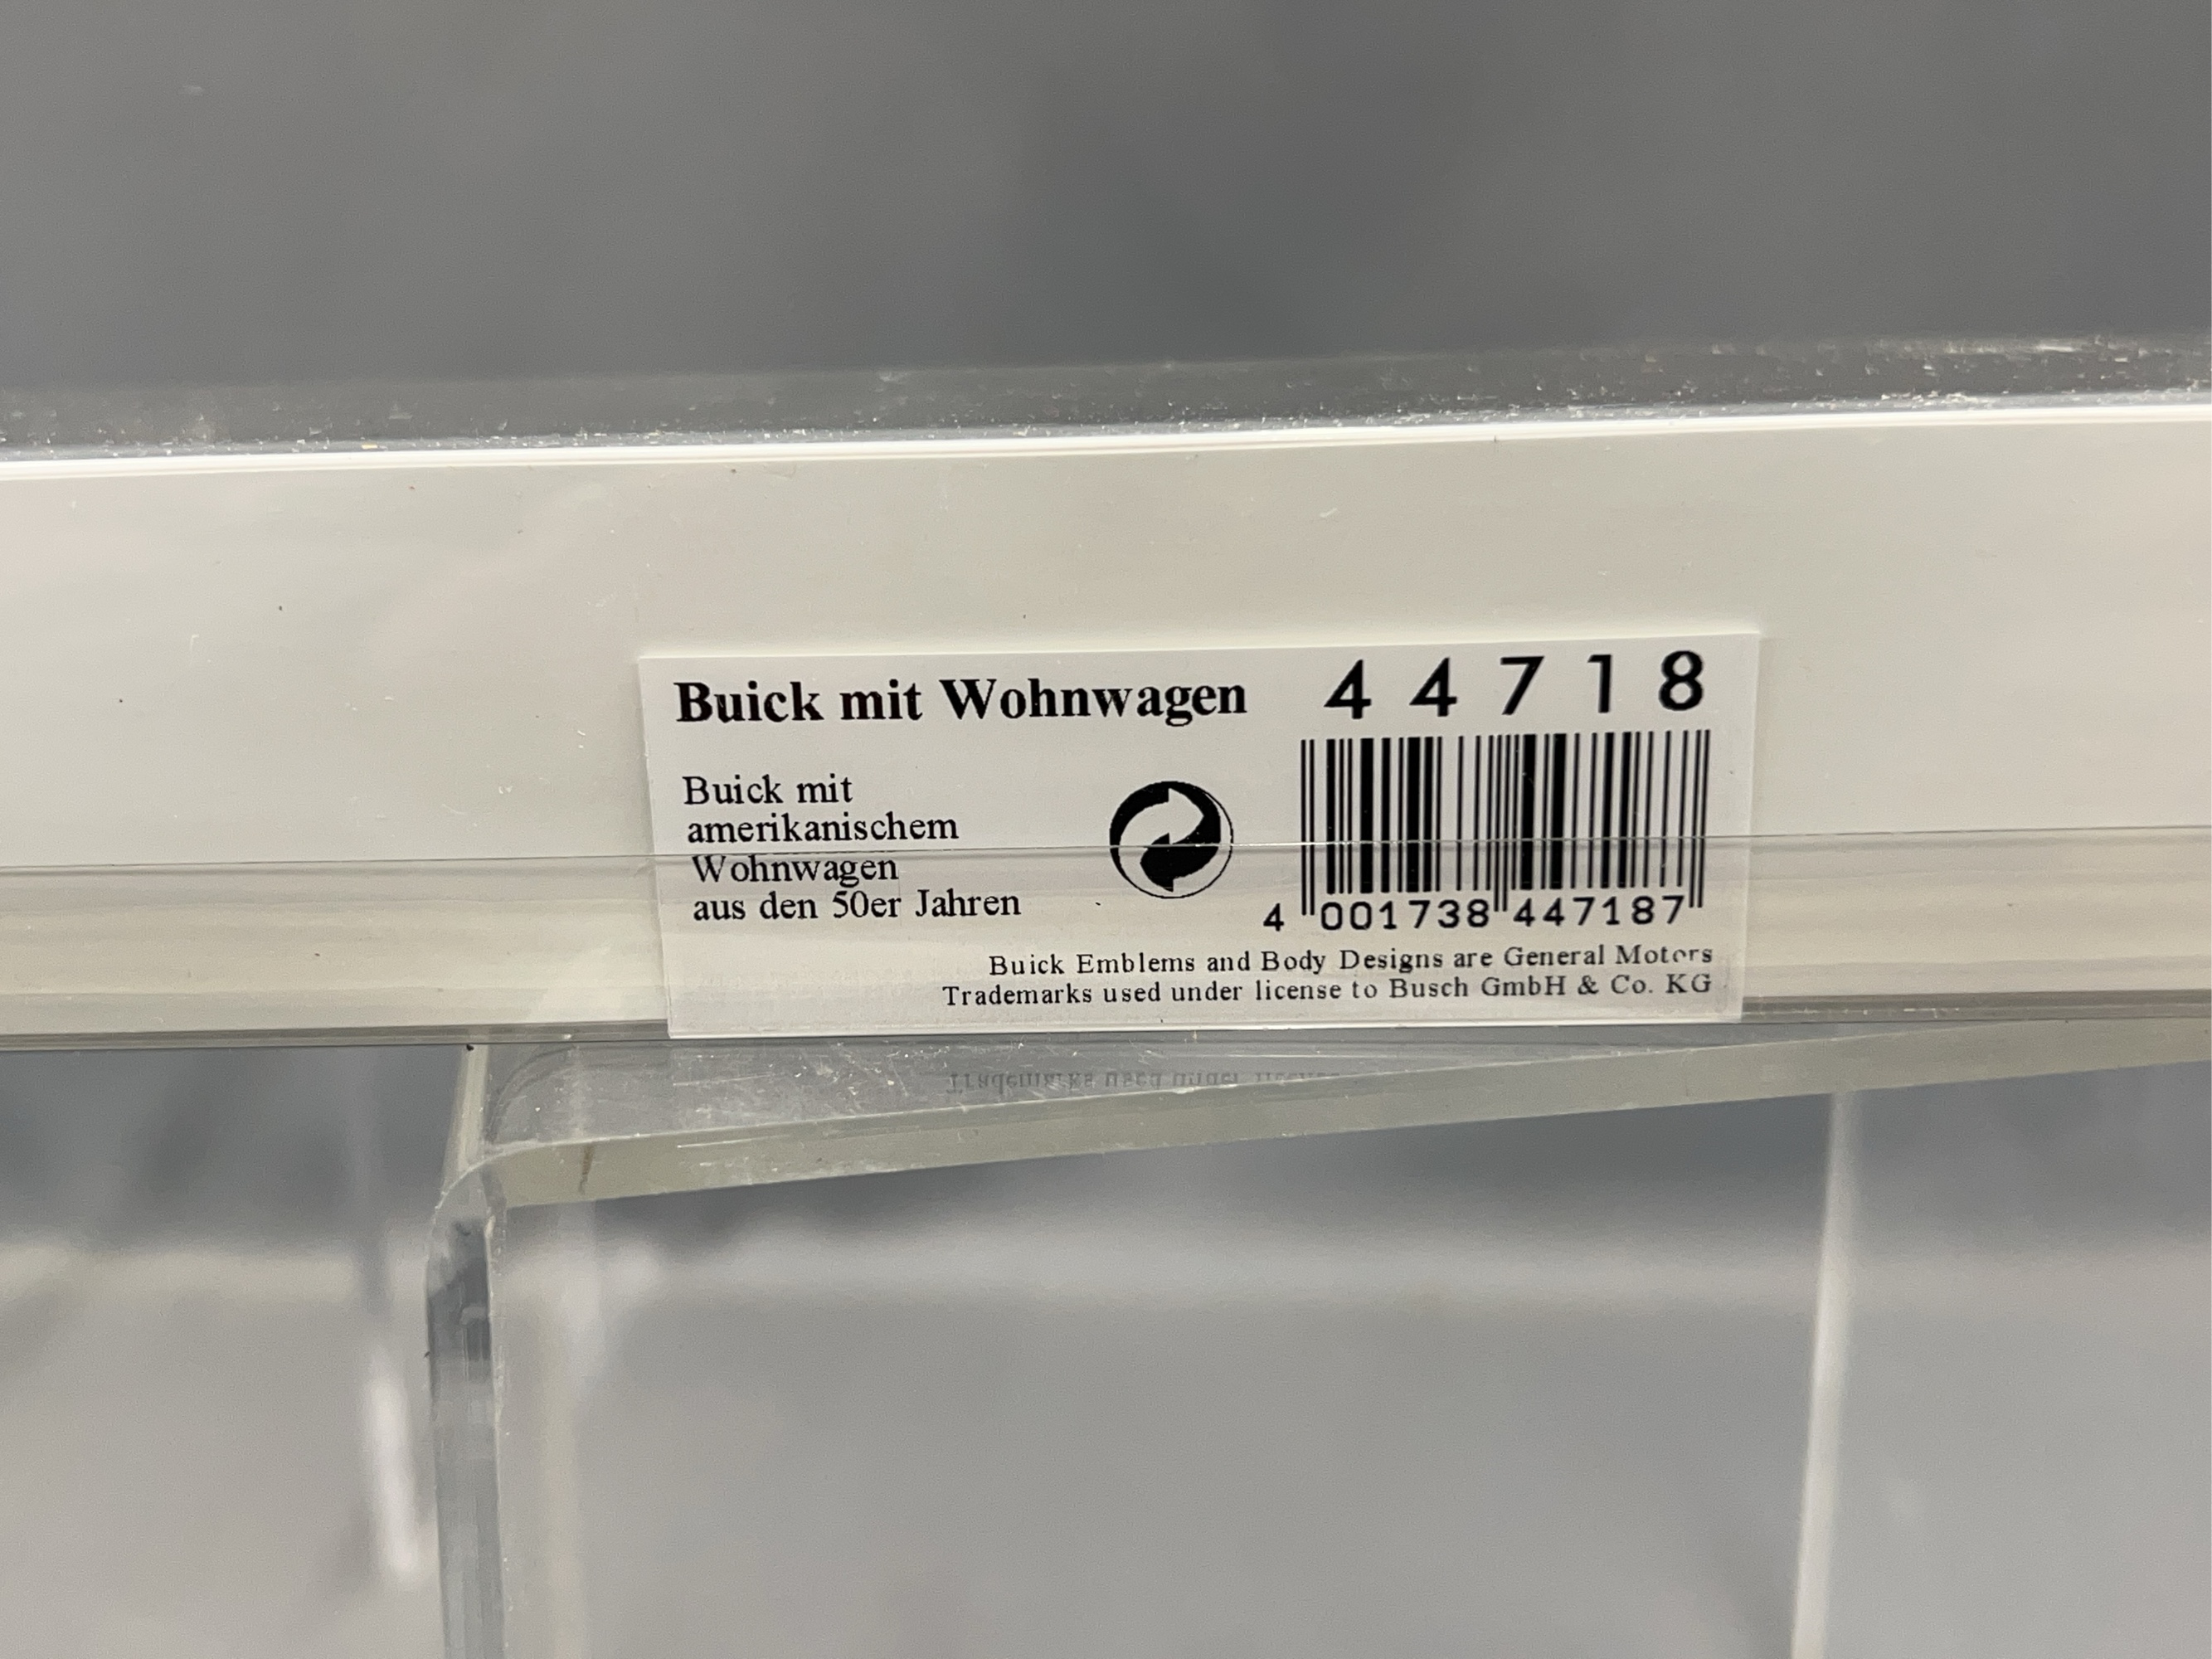 Buick mit Wohnwagen
44718
Buick mit
amerikanischem
Wohnwagen
aus den 50er Jahren
4 001738 447187
Buick Emblems and Body Designs are General Motors
Trademarks used under license to Busch GmbH & Co. KG